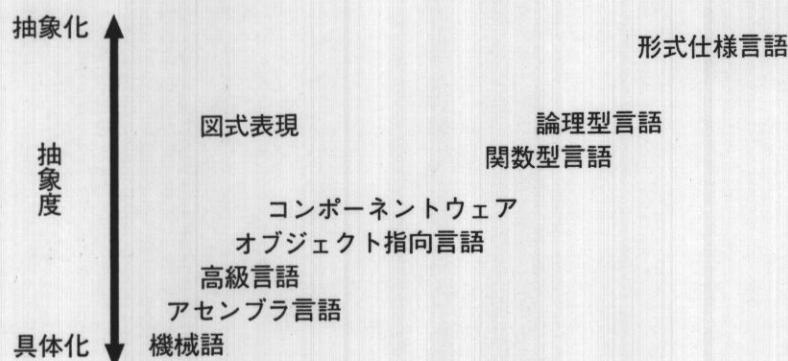 抽象化
形式仕様言語
図式表現
論理型言語
関数型言語
抽象度
コンポーネントウェア
オブジェクト指向言語
高級言語
アセンブラ言語
具体化
機械語